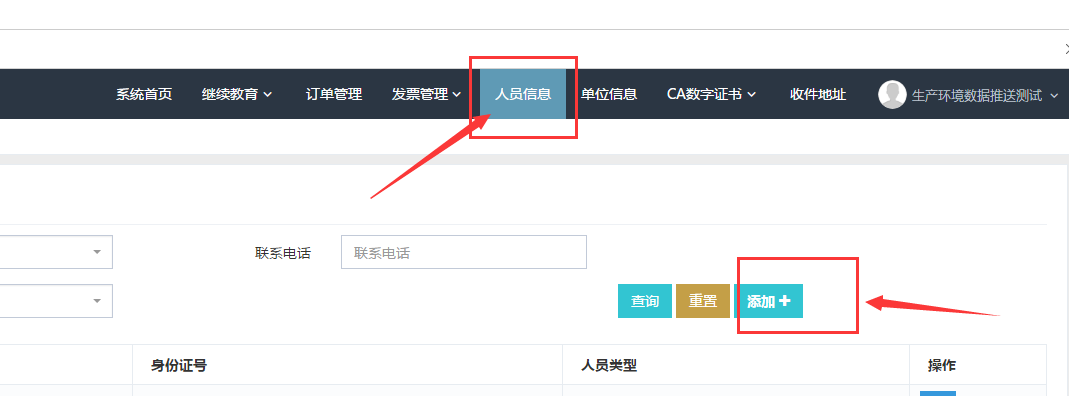 系统首页 继续教育 订单管理 发票管理 人员信息 单位信息 CA数字证书 收件地址 生产环境数据推送测试
联系电话 联系电话
查询 重置 添加+
身份证号 人员类型 操作